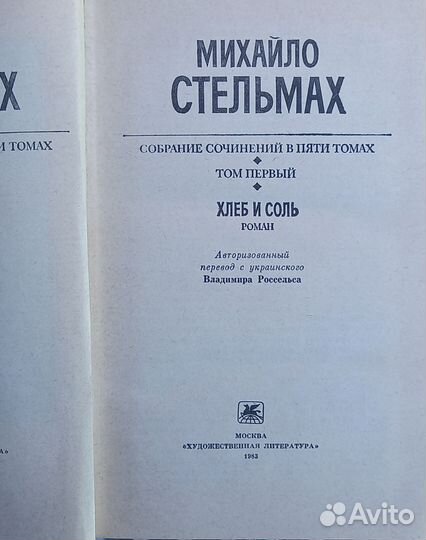 Х
И ТОМАХ
А»
МИХАЙЛО
СТЕЛЬМАХ
СОБРАНИЕ СОЧИНЕНИЙ В ПЯТИ ТОМАХ
ТОМ ПЕРВЫЙ
ХЛЕБ И СОЛЬ
РОМАН
Авторизованный
перевод с украинского
Владимира Россельса
МОСКВА
«ХУДОЖЕСТВЕННАЯ ЛИТЕРАТУРА»
1983
Avito